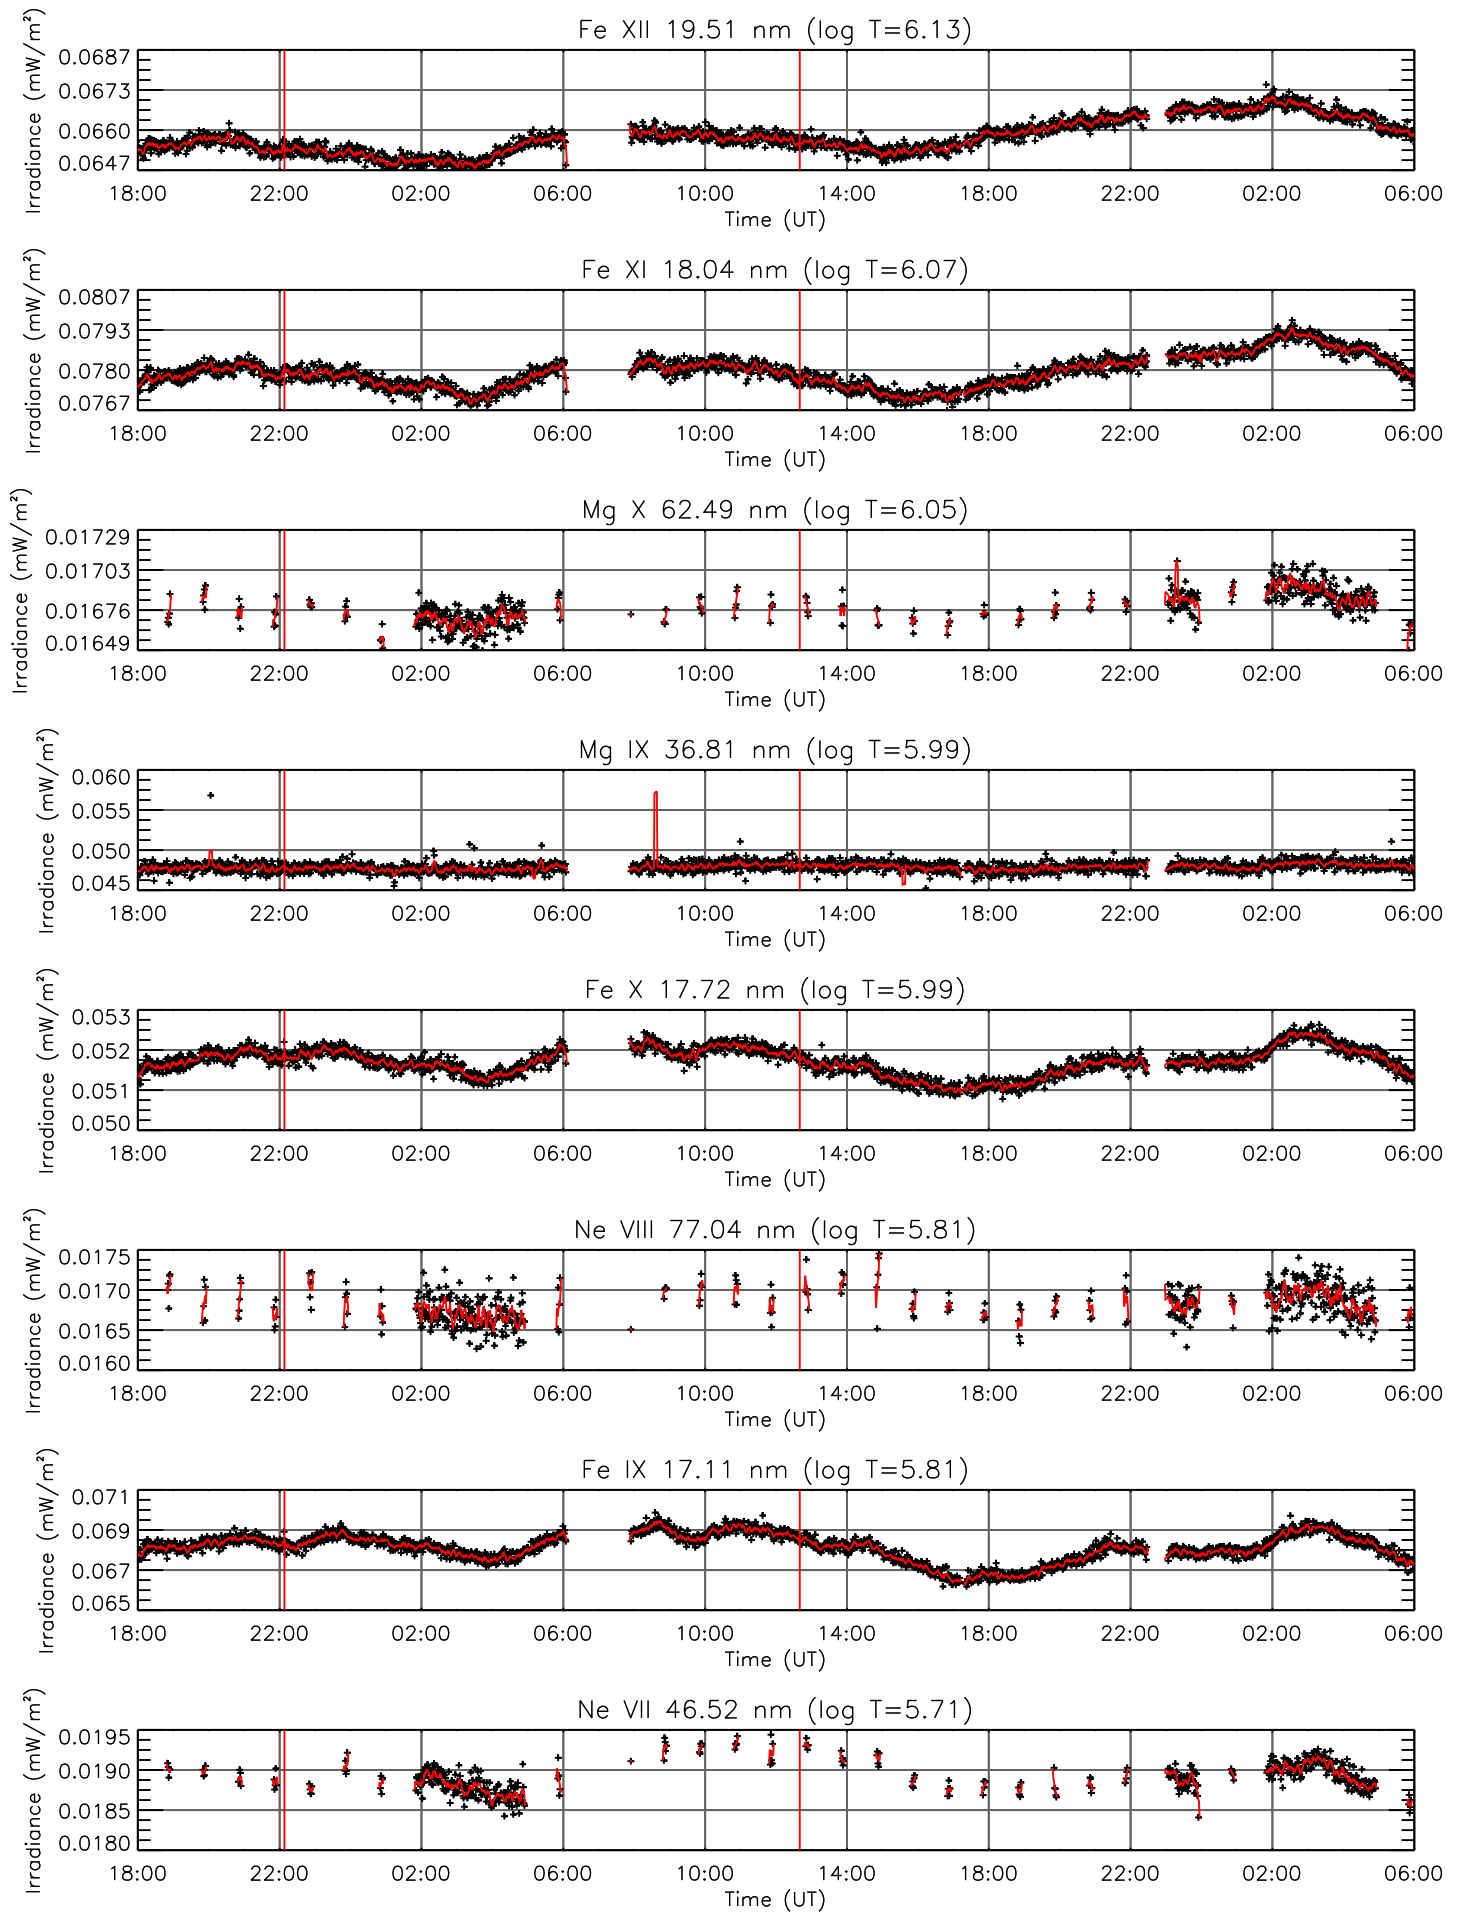 Fe XII 19.51 nm (log T=6.13)
Irradiance (mW/m²)
0.0687
0.0673
0.0660
0.0647
18:00 22:00 02:00 06:00 10:00 14:00 18:00 22:00 02:00 06:00
Time (UT)
Fe XI 18.04 nm (log T=6.07)
Irradiance (mW/m²)
0.0807
0.0793
0.0780
0.0767
18:00 22:00 02:00 06:00 10:00 14:00 18:00 22:00 02:00 06:00
Time (UT)
Mg X 62.49 nm (log T=6.05)
Irradiance (mW/m²)
0.01729
0.01703
0.01676
0.01649
18:00 22:00 02:00 06:00 10:00 14:00 18:00 22:00 02:00 06:00
Time (UT)
Mg IX 36.81 nm (log T=5.99)
Irradiance (mW/m²)
0.060
0.055
0.050
0.045
18:00 22:00 02:00 06:00 10:00 14:00 18:00 22:00 02:00 06:00
Time (UT)
Fe X 17.72 nm (log T=5.99)
Irradiance (mW/m²)
0.053
0.052
0.051
0.050
18:00 22:00 02:00 06:00 10:00 14:00 18:00 22:00 02:00 06:00
Time (UT)
Ne VIII 77.04 nm (log T=5.81)
Irradiance (mW/m²)
0.0175
0.0170
0.0165
0.0160
18:00 22:00 02:00 06:00 10:00 14:00 18:00 22:00 02:00 06:00
Time (UT)
Fe IX 17.11 nm (log T=5.81)
Irradiance (mW/m²)
0.071
0.069
0.067
0.065
18:00 22:00 02:00 06:00 10:00 14:00 18:00 22:00 02:00 06:00
Time (UT)
Ne VII 46.52 nm (log T=5.71)
Irradiance (mW/m²)
0.0195
0.0190
0.0185
0.0180
18:00 22:00 02:00 06:00 10:00 14:00 18:00 22:00 02:00 06:00
Time (UT)